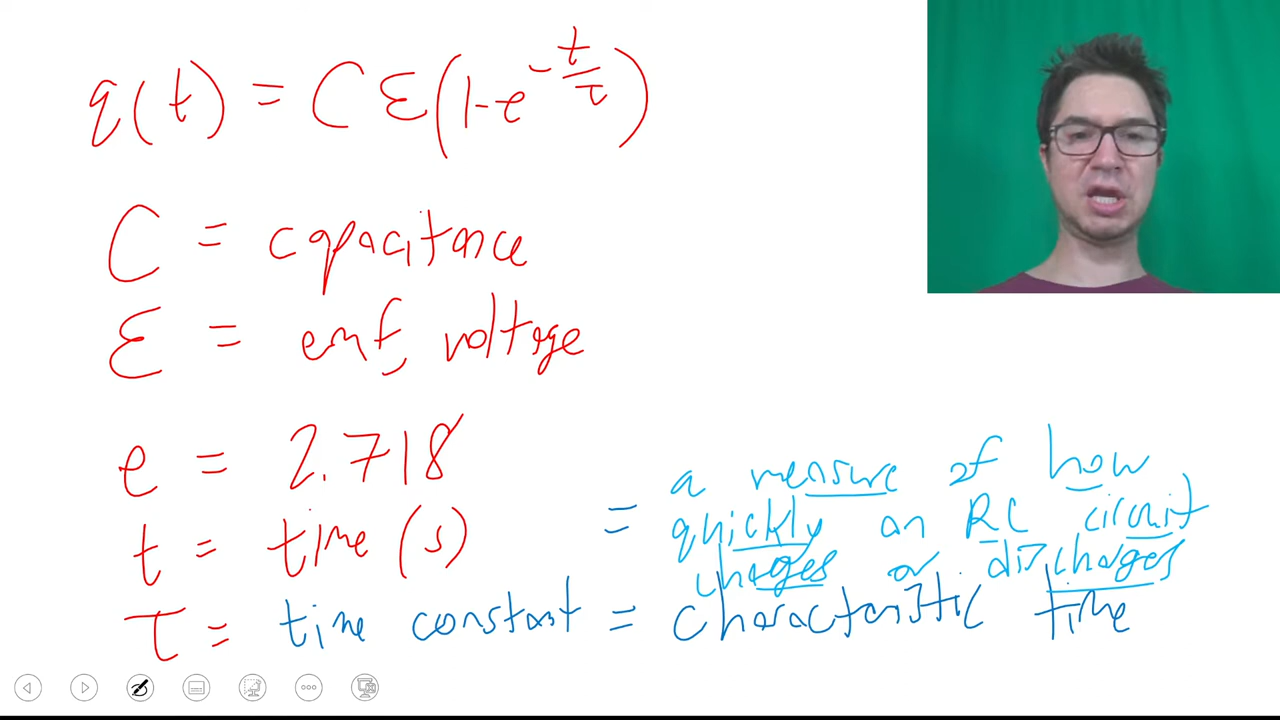 q(t) = Cε(1-e^{-t/τ})
C = capacitance
ε = emf, voltage
e = 2.718
t = time (s)
= a measure of how
quickly an RC circuit
charges or discharges
τ = time constant = characteristic time